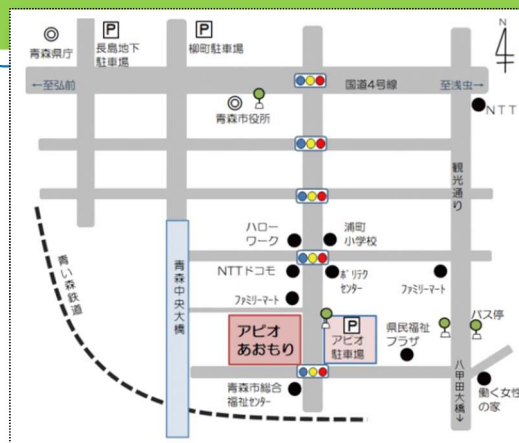 P
P
N
青森県庁
長島地下
駐車場
柳町駐車場
←至弘前
国道4号線
至浅虫→
青森市役所
NTT
観光通り
ハロー
ワーク
浦町
小学校
青い森鉄道
青森中央大橋
NTTドコモ
ポリテク
センター
ファミリーマート
ファミリーマート
アピオ
あおもり
P
アピオ
駐車場
県民福祉
プラザ
バス停
青森市総合
福祉センター
八甲田大橋↓
働く女性
の家